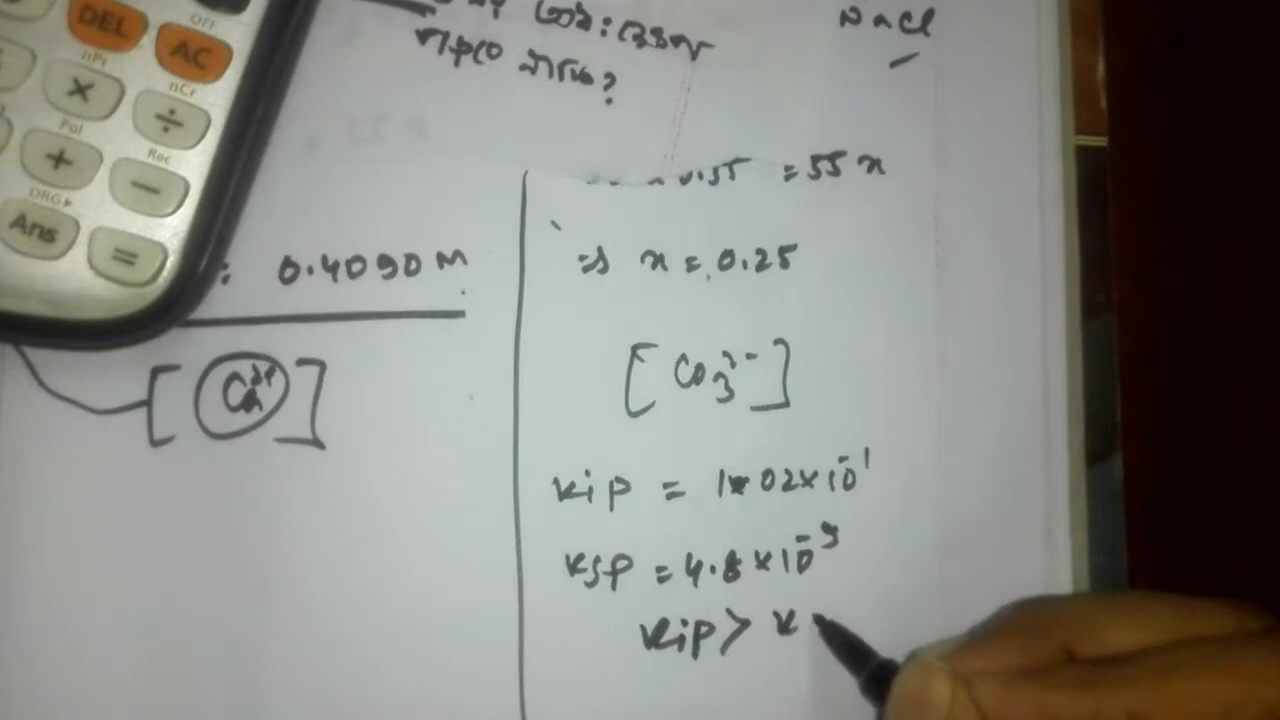 OFF
DEL
AC
nPr
nCr
×
÷
Pol
Rec
+
−
DRG▸
Ans
=
NaCl
= 55 x
⇒ x = 0.25
: 0.4090 M
[Ca²⁺]
[CO₃²⁻]
Kip = 1.02×10⁻¹
Ksp = 4.8×10⁻⁹
Kip > K